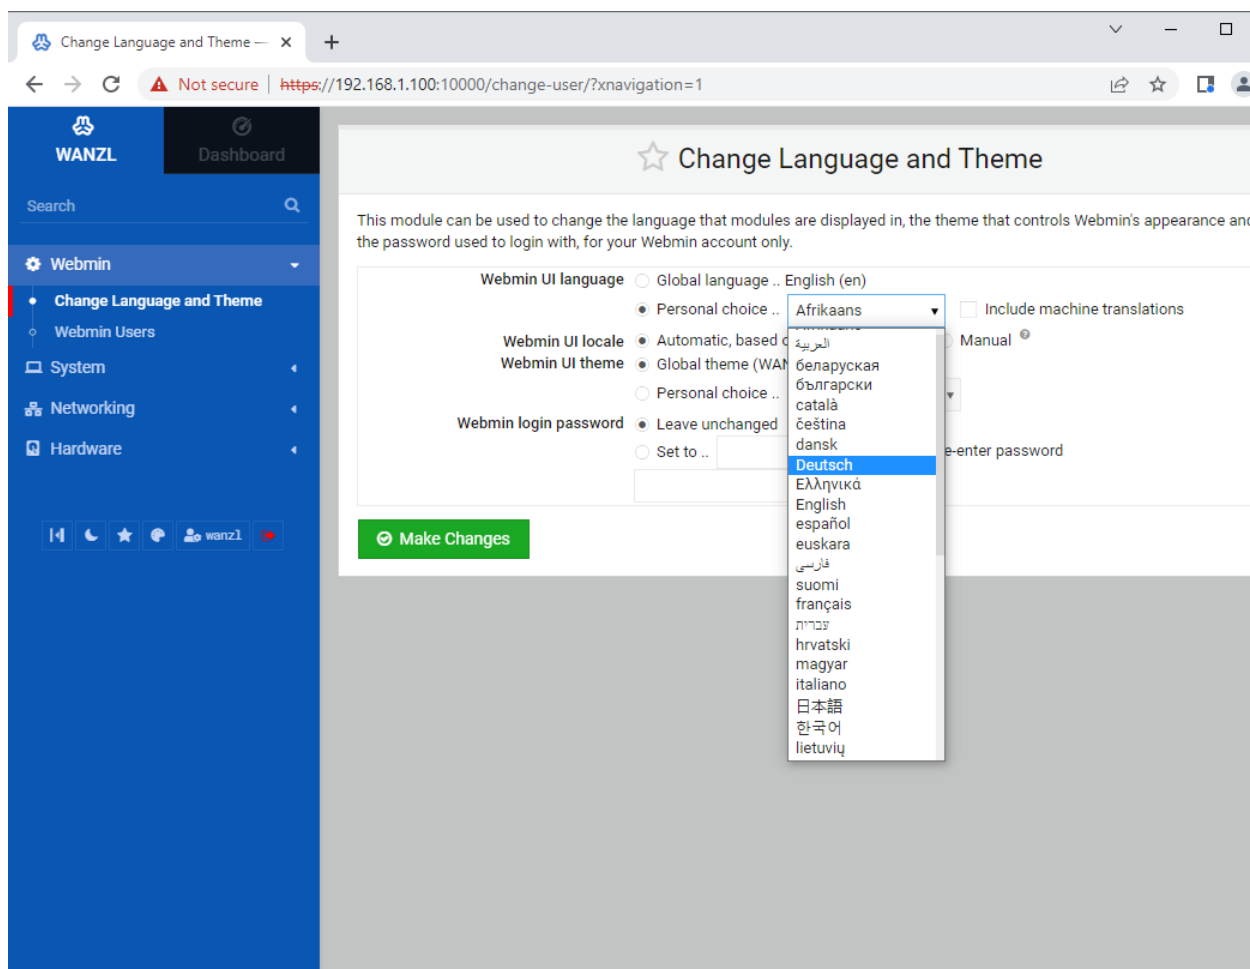 Change Language and Theme —
Not secure | https://192.168.1.100:10000/change-user/?xnavigation=1
WANZL
Dashboard
Search
Webmin
Change Language and Theme
Webmin Users
System
Networking
Hardware
wanzl
Change Language and Theme
This module can be used to change the language that modules are displayed in, the theme that controls Webmin's appearance and
the password used to login with, for your Webmin account only.
Webmin UI language Global language .. English (en)
Personal choice .. Afrikaans Include machine translations
Webmin UI locale Automatic, based Manual
Webmin UI theme Global theme
Personal choice ..
Webmin login password Leave unchanged
Set to .. password
Make Changes
العربية
беларуская
български
català
čeština
dansk
Deutsch
Ελληνικά
English
español
euskara
فارسی
suomi
français
עברית
hrvatski
magyar
italiano
日本語
한국어
lietuvių